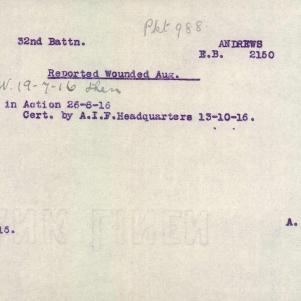 Pkt 988
32nd Battn. ANDREWS
E.B. 2150
Reported Wounded Aug.
W. 19-7-16 then
in Action 26-8-16
Cert. by A.I.F.Headquarters 13-10-16.
A.